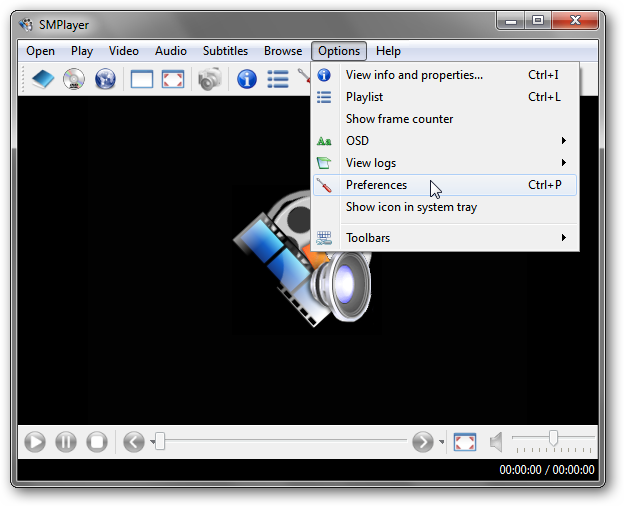 SMPlayer
Open Play Video Audio Subtitles Browse Options Help
View info and properties... Ctrl+I
Playlist Ctrl+L
Show frame counter
OSD
View logs
Preferences Ctrl+P
Show icon in system tray
Toolbars
00:00:00 / 00:00:00